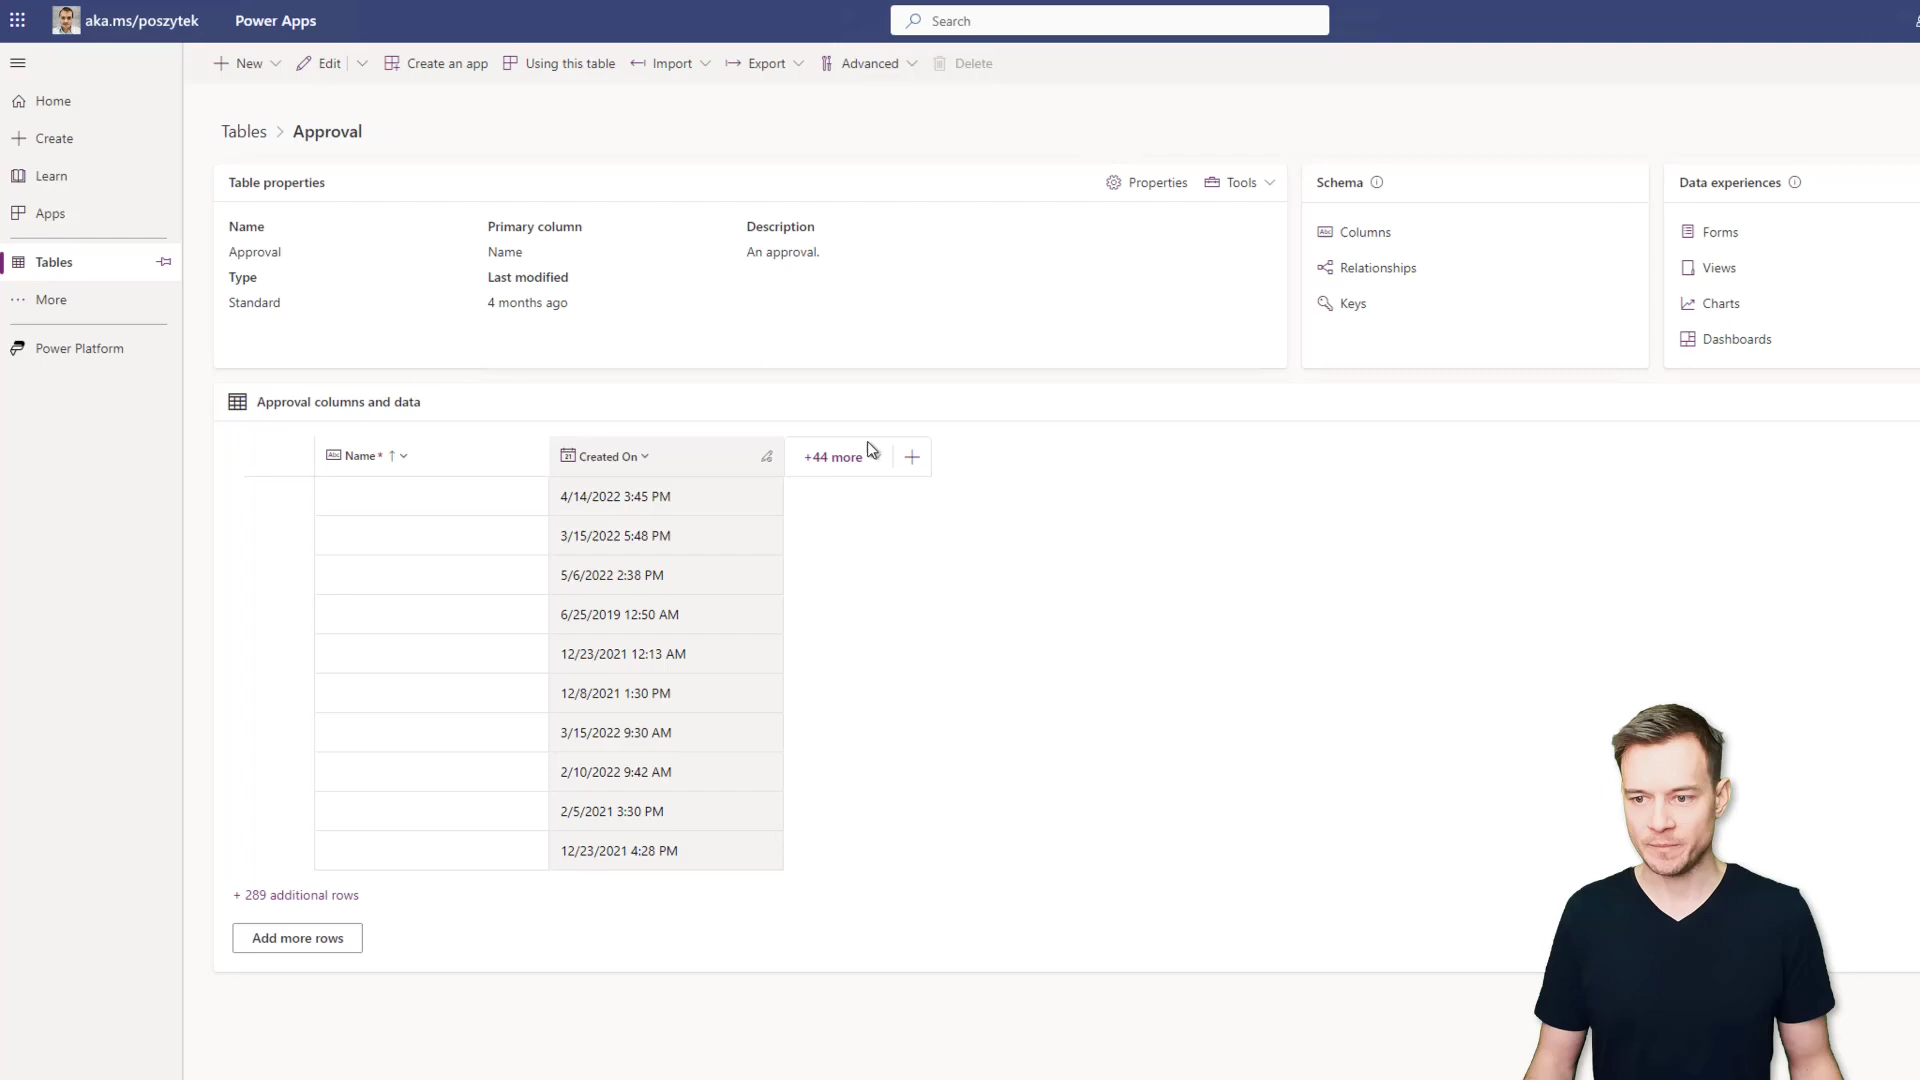 aka.ms/poszytek Power Apps Search
New Edit Create an app Using this table Import Export Advanced Delete
Home
Create
Learn
Apps
Tables
More
Power Platform
Tables > Approval
Table properties Properties Tools
Name Primary column Description
Approval Name An approval.
Type Last modified
Standard 4 months ago
Schema
Columns
Relationships
Keys
Data experiences
Forms
Views
Charts
Dashboards
Approval columns and data
Abc Name * ↑ 21 Created On +44 more +
4/14/2022 3:45 PM
3/15/2022 5:48 PM
5/6/2022 2:38 PM
6/25/2019 12:50 AM
12/23/2021 12:13 AM
12/8/2021 1:30 PM
3/15/2022 9:30 AM
2/10/2022 9:42 AM
2/5/2021 3:30 PM
12/23/2021 4:28 PM
+ 289 additional rows
Add more rows